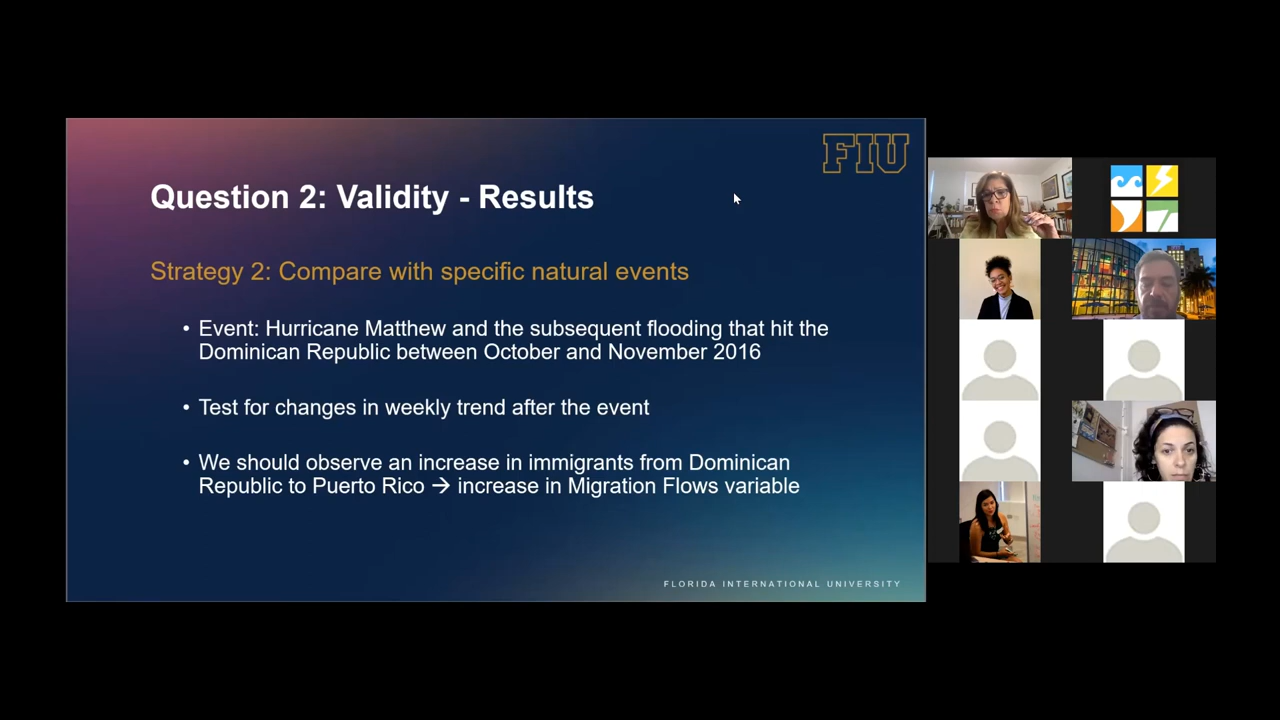 FIU
Question 2: Validity - Results
Strategy 2: Compare with specific natural events
• Event: Hurricane Matthew and the subsequent flooding that hit the
Dominican Republic between October and November 2016
• Test for changes in weekly trend after the event
• We should observe an increase in immigrants from Dominican
Republic to Puerto Rico → increase in Migration Flows variable
FLORIDA INTERNATIONAL UNIVERSITY